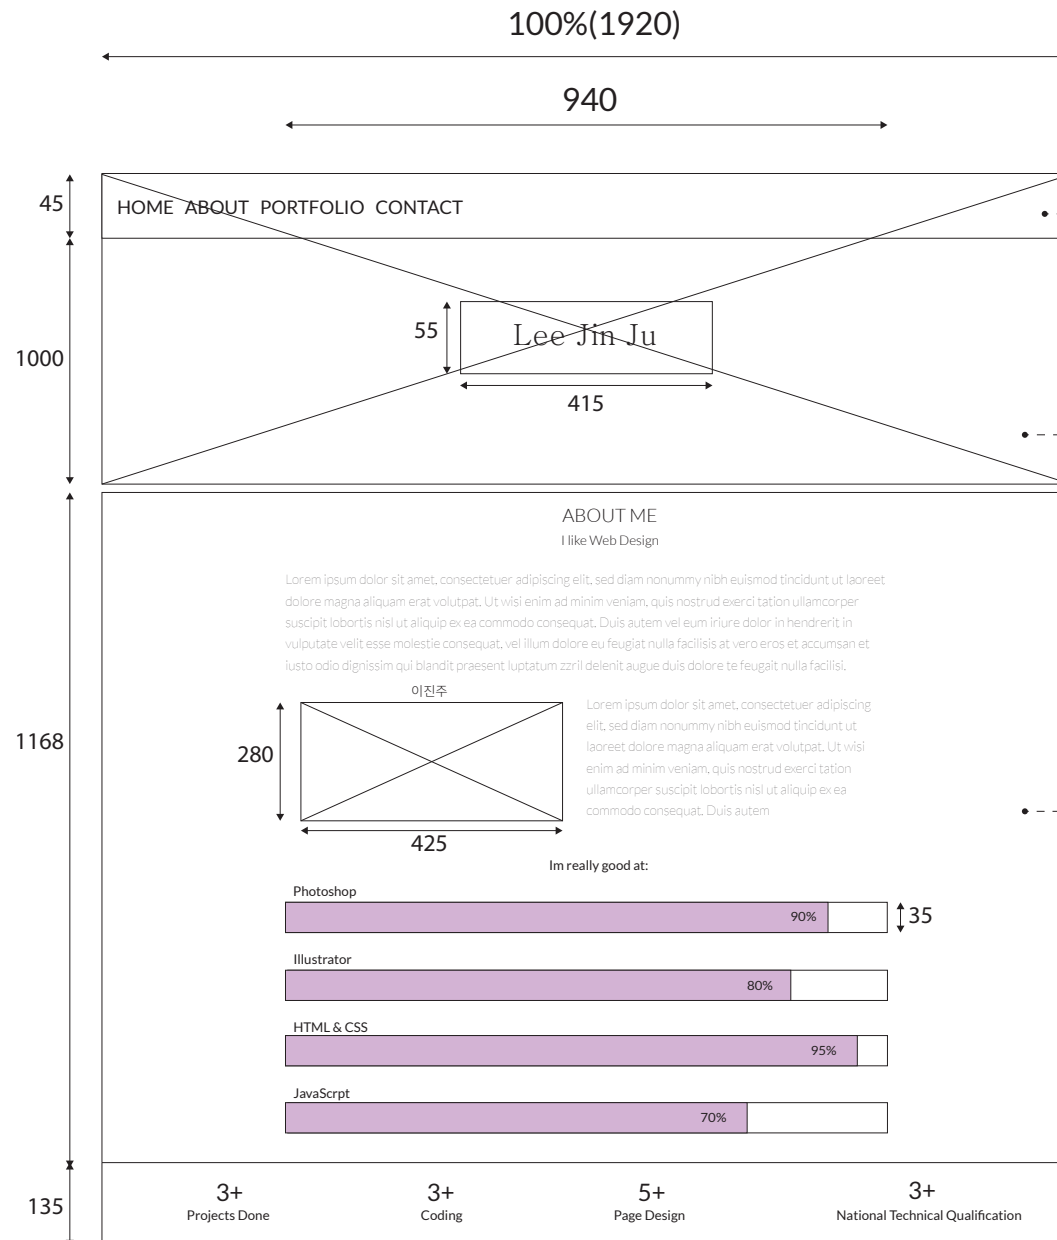 100%(1920)
940
45
HOME ABOUT PORTFOLIO CONTACT
1000
55
Lee Jin Ju
415
ABOUT ME
I like Web Design
Lorem ipsum dolor sit amet, consectetuer adipiscing elit, sed diam nonummy nibh euismod tincidunt ut laoreet
dolore magna aliquam erat volutpat. Ut wisi enim ad minim veniam, quis nostrud exerci tation ullamcorper
suscipit lobortis nisl ut aliquip ex ea commodo consequat. Duis autem vel eum iriure dolor in hendrerit in
vulputate velit esse molestie consequat, vel illum dolore eu feugiat nulla facilisis at vero eros et accumsan et
iusto odio dignissim qui blandit praesent luptatum zzril delenit augue duis dolore te feugait nulla facilisi.
이진주
1168
280
425
Lorem ipsum dolor sit amet, consectetuer adipiscing
elit, sed diam nonummy nibh euismod tincidunt ut
laoreet dolore magna aliquam erat volutpat. Ut wisi
enim ad minim veniam, quis nostrud exerci tation
ullamcorper suscipit lobortis nisl ut aliquip ex ea
commodo consequat. Duis autem
Im really good at:
Photoshop
90%
35
Illustrator
80%
HTML & CSS
95%
JavaScrpt
70%
135
3+
Projects Done
3+
Coding
5+
Page Design
3+
National Technical Qualification